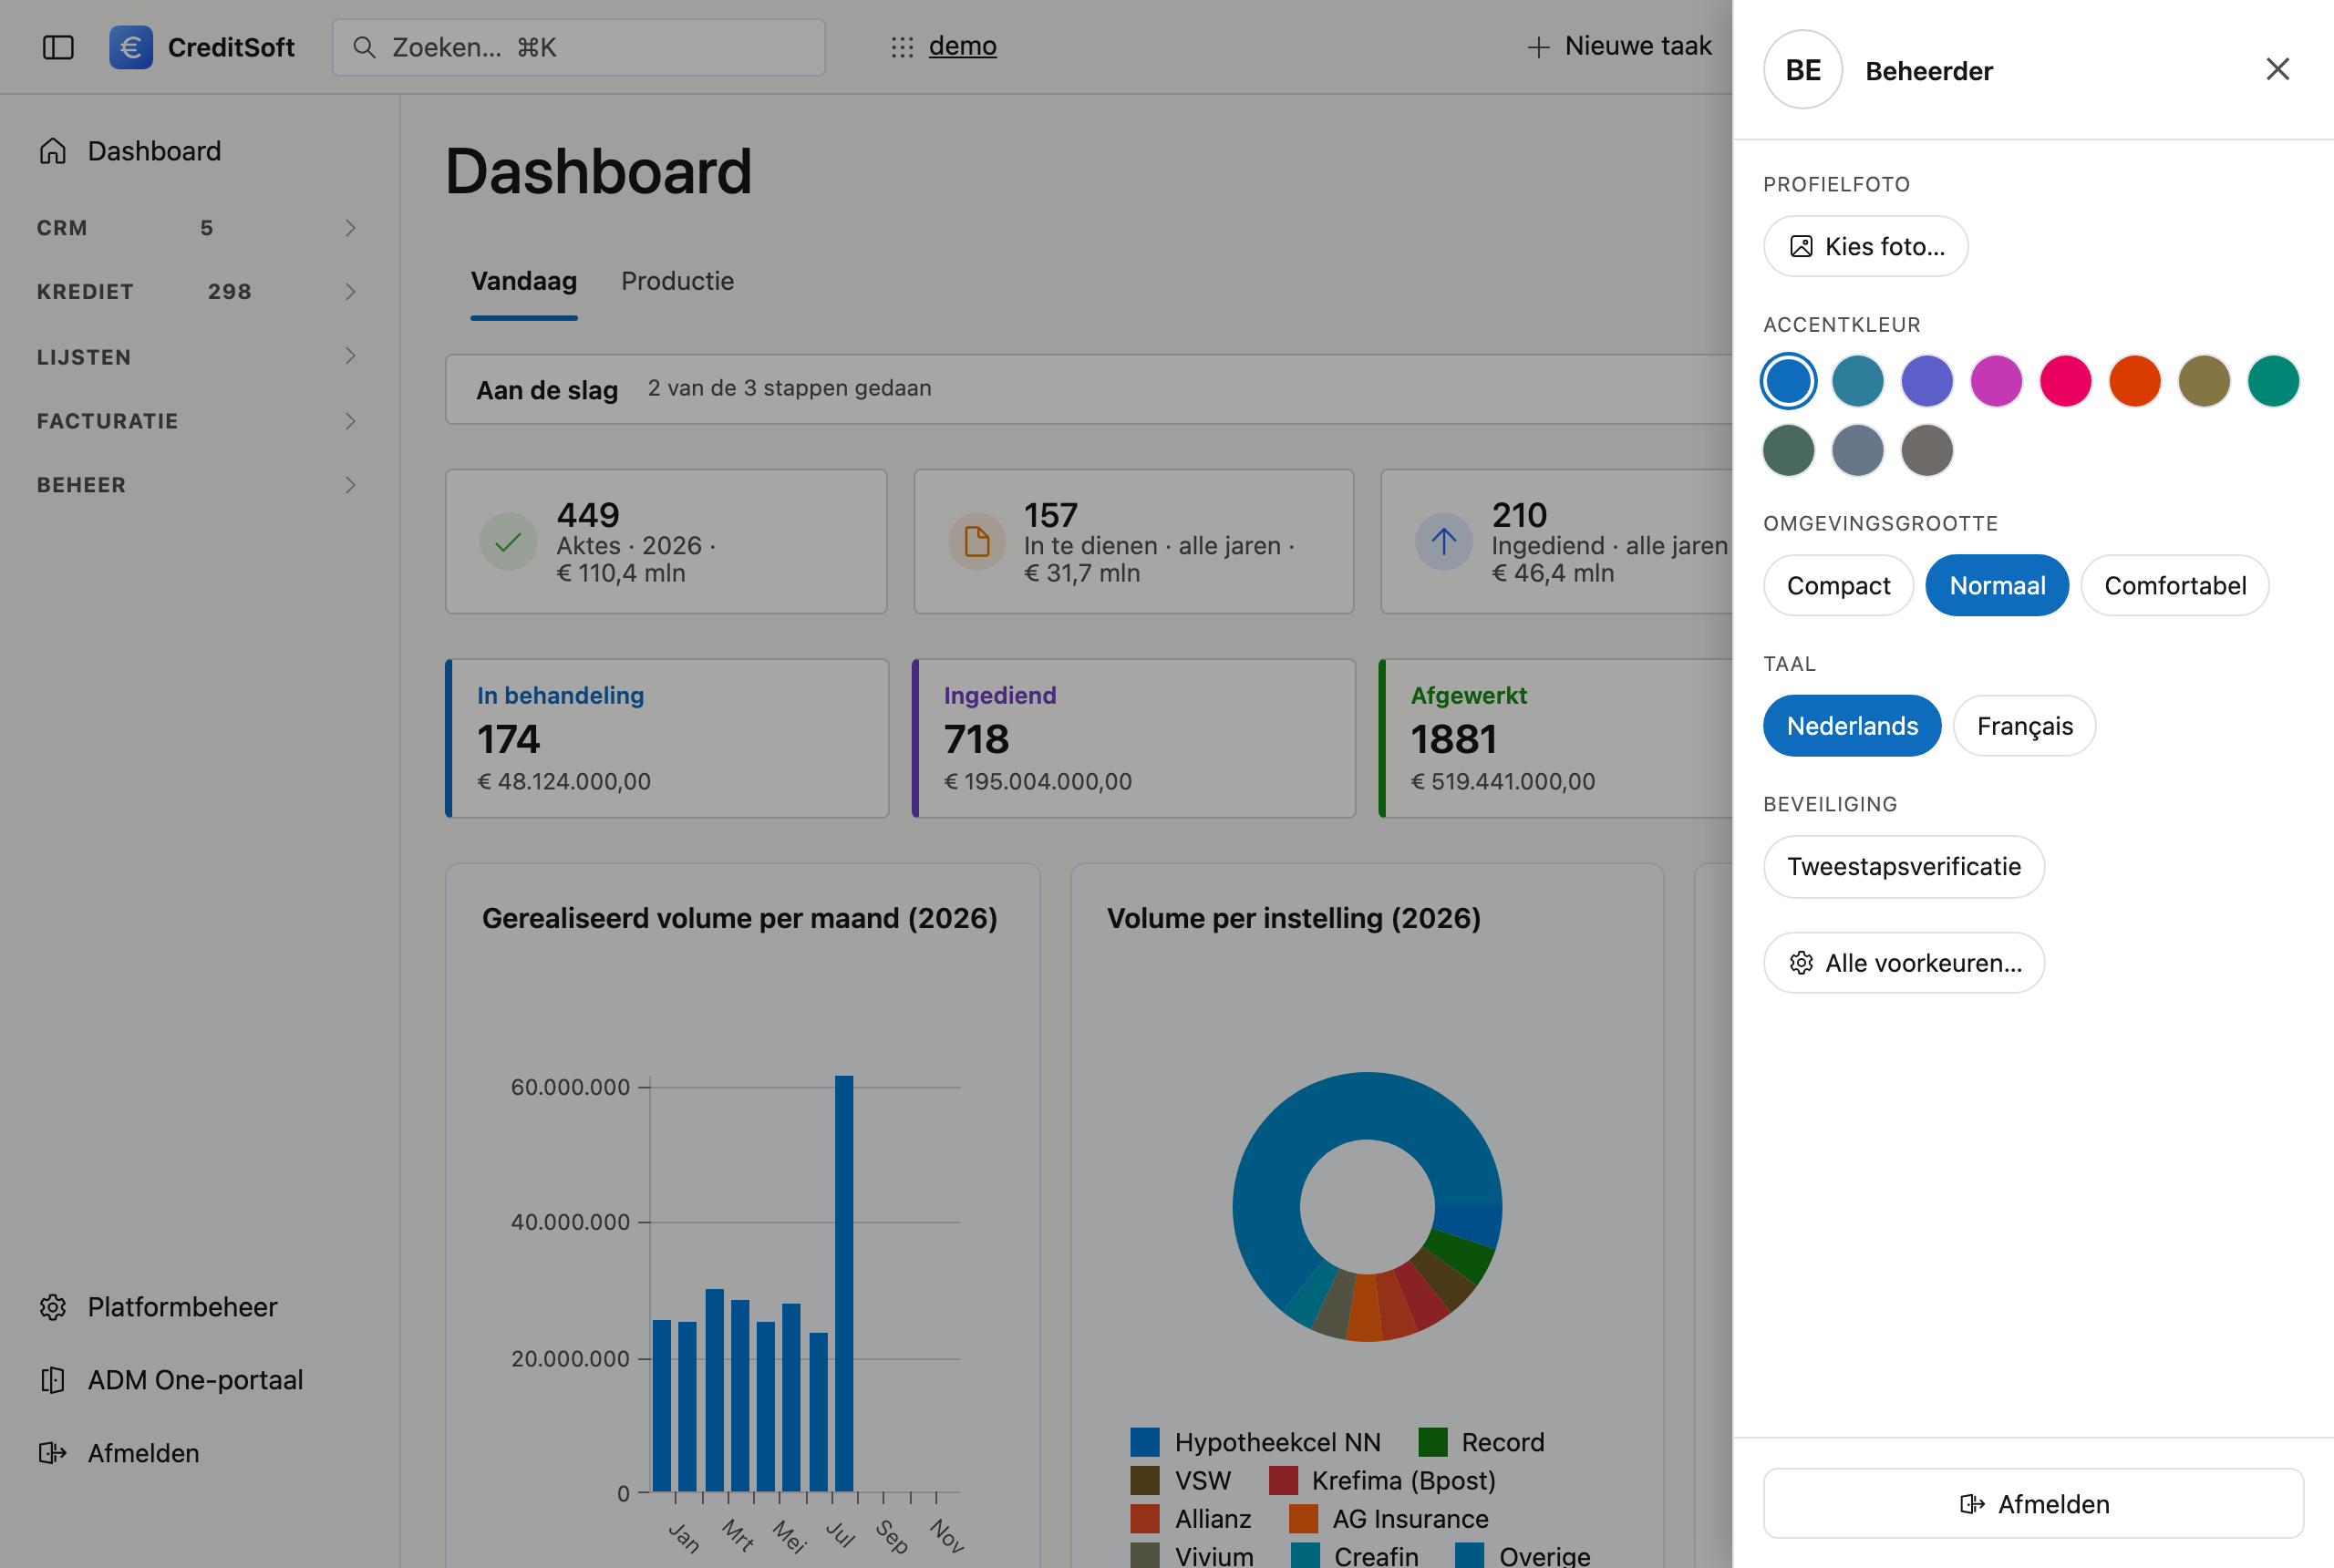 CreditSoft
Zoeken... ⌘K
demo
Nieuwe taak
Dashboard
CRM 5
KREDIET 298
LIJSTEN
FACTURATIE
BEHEER
Platformbeheer
ADM One-portaal
Afmelden
Dashboard
Vandaag Productie
Aan de slag 2 van de 3 stappen gedaan
449
Aktes · 2026 ·
€ 110,4 mln
157
In te dienen · alle jaren ·
€ 31,7 mln
210
Ingediend · alle jaren
€ 46,4 mln
In behandeling
174
€ 48.124.000,00
Ingediend
718
€ 195.004.000,00
Afgewerkt
1881
€ 519.441.000,00
Gerealiseerd volume per maand (2026)
60.000.000
40.000.000
20.000.000
0
Jan Mrt Mei Jul Sep Nov
Volume per instelling (2026)
Hypotheekcel NN Record
VSW Krefima (Bpost)
Allianz AG Insurance
Vivium Creafin Overige
BE Beheerder
PROFIELFOTO
Kies foto...
ACCENTKLEUR
OMGEVINGSGROOTTE
Compact Normaal Comfortabel
TAAL
Nederlands Français
BEVEILIGING
Tweestapsverificatie
Alle voorkeuren...
Afmelden